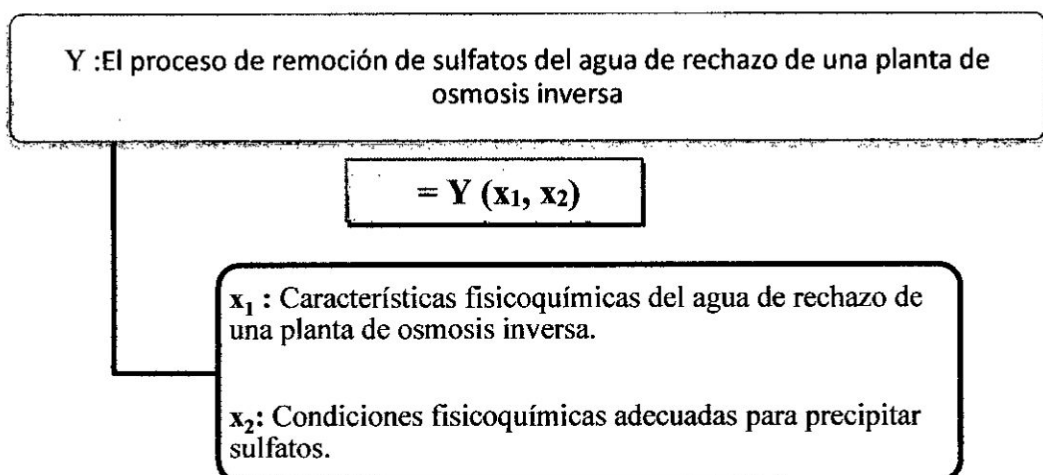 Y :El proceso de remoción de sulfatos del agua de rechazo de una planta de
osmosis inversa
= Y (x₁, x₂)
x₁ : Características fisicoquímicas del agua de rechazo de
una planta de osmosis inversa.
x₂: Condiciones fisicoquímicas adecuadas para precipitar
sulfatos.